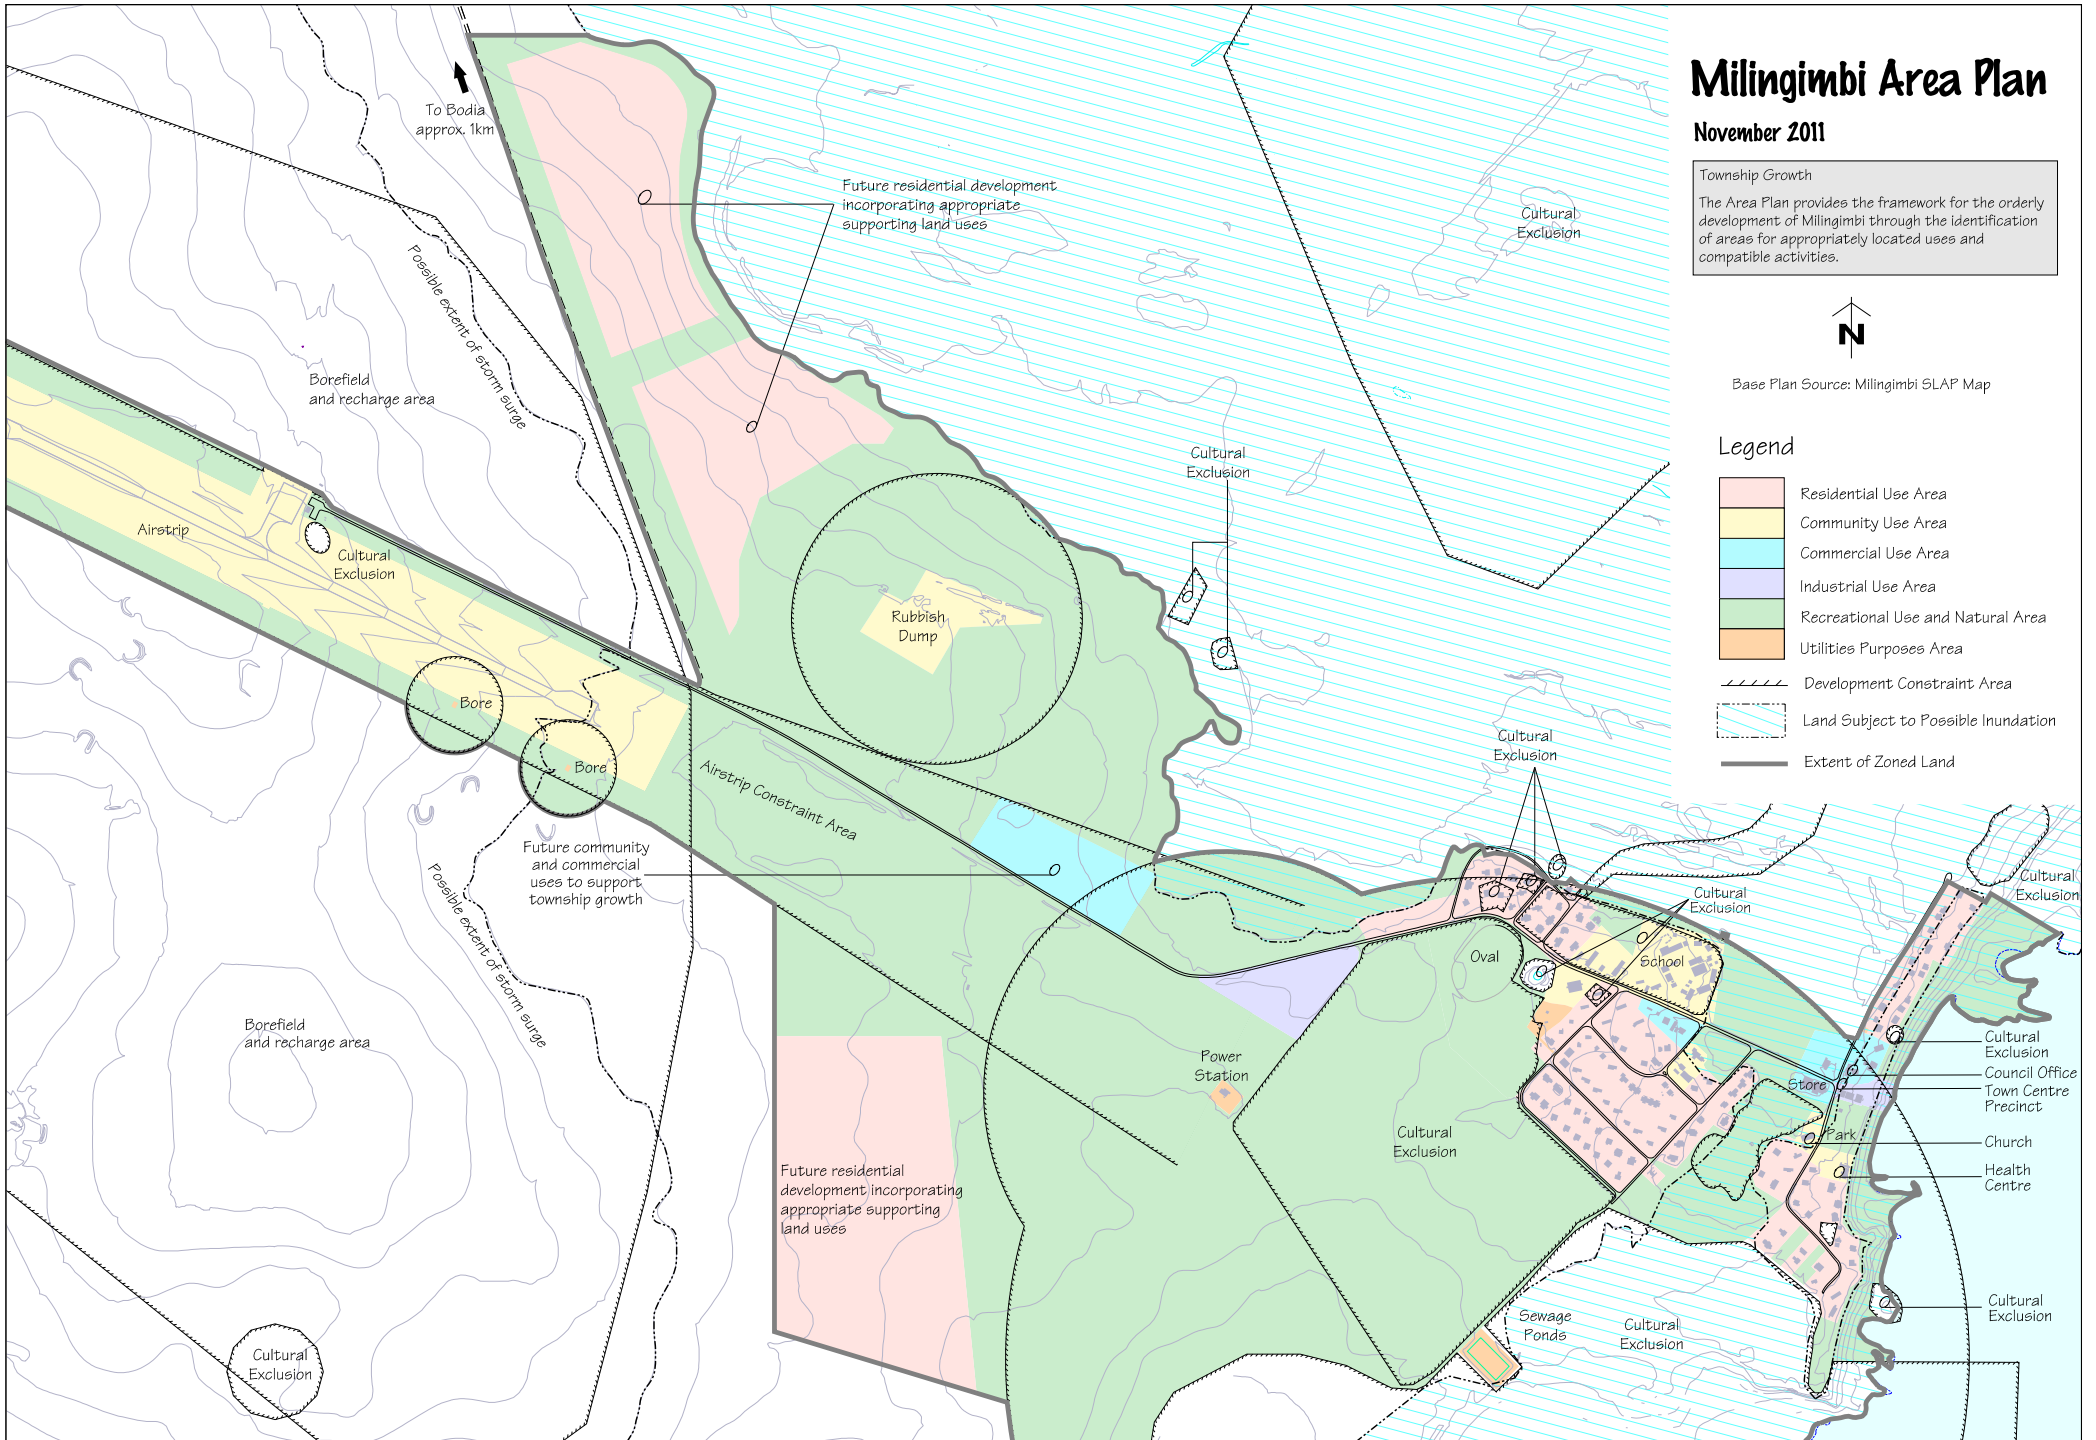 Milingimbi Area Plan
November 2011
Township Growth
The Area Plan provides the framework for the orderly
development of Milingimbi through the identification
of areas for appropriately located uses and
compatible activities.
N
Base Plan Source: Milingimbi SLAP Map
Legend
Residential Use Area
Community Use Area
Commercial Use Area
Industrial Use Area
Recreational Use and Natural Area
Utilities Purposes Area
Development Constraint Area
Land Subject to Possible Inundation
Extent of Zoned Land
To Bodia
approx. 1km
Future residential development
incorporating appropriate
supporting land uses
Cultural
Exclusion
Possible extent of storm surge
Borefield
and recharge area
Cultural
Exclusion
Airstrip
Cultural
Exclusion
Rubbish
Dump
Bore
Bore
Airstrip Constraint Area
Cultural
Exclusion
Future community
and commercial
uses to support
township growth
Possible extent of storm surge
Cultural
Exclusion
Cultural
Exclusion
Oval
School
Borefield
and recharge area
Power
Station
Cultural
Exclusion
Store
Cultural
Exclusion
Council Office
Town Centre
Precinct
Park
Church
Health
Centre
Future residential
development incorporating
appropriate supporting
land uses
Cultural
Exclusion
Sewage
Ponds
Cultural
Exclusion
Cultural
Exclusion